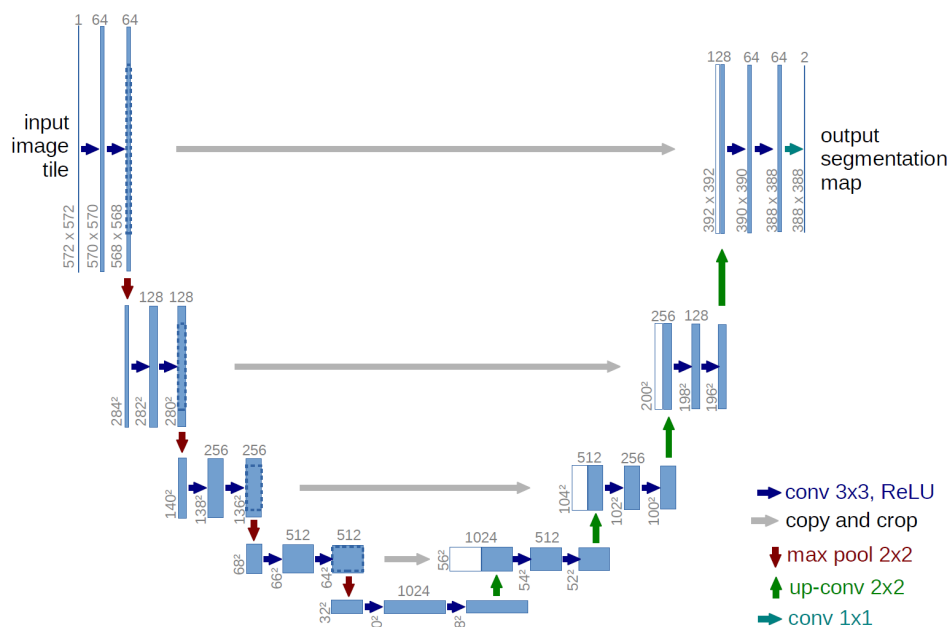 1 64 64
128 64 64 2
input
image
tile
output
segmentation
map
572 x 572
570 x 570
568 x 568
392 x 392
390 x 390
388 x 388
388 x 388
128 128
256 128
284²
282²
280²
200²
198²
196²
256 256
512 256
140²
138²
136²
104²
102²
100²
512 512
1024 512
68²
66²
64²
56²
54²
52²
1024
32²
0²
8²
conv 3x3, ReLU
copy and crop
max pool 2x2
up-conv 2x2
conv 1x1